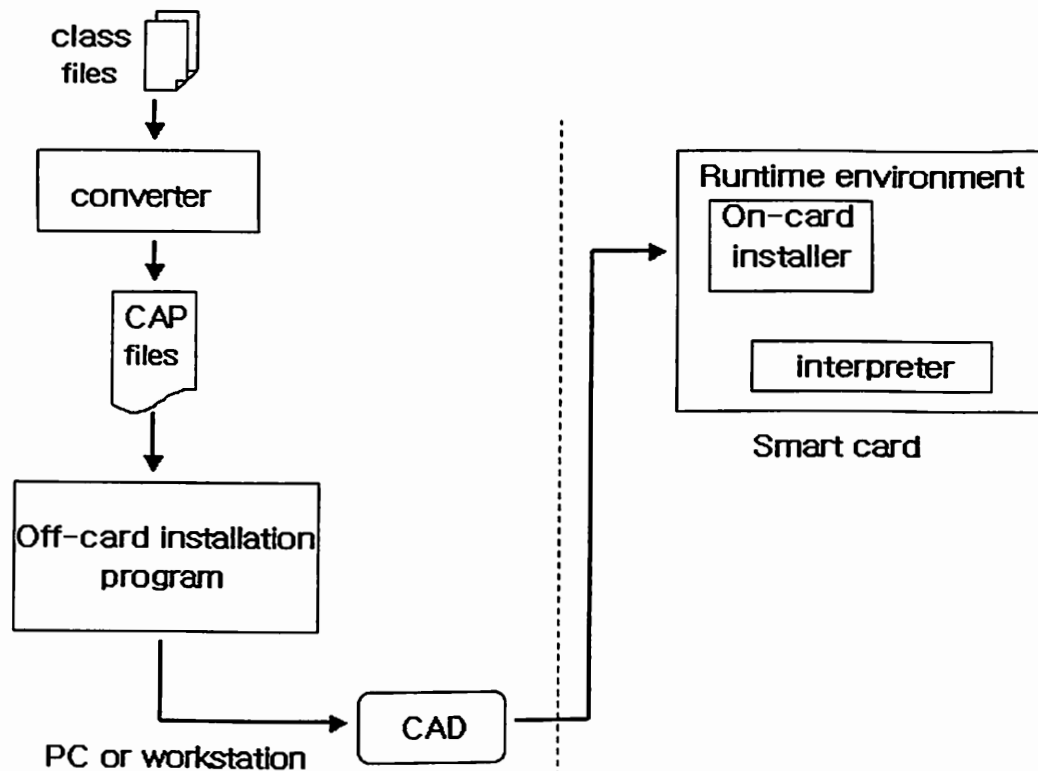 class
files
converter
CAP
files
Off-card installation
program
PC or workstation
CAD
Runtime environment
On-card
installer
interpreter
Smart card